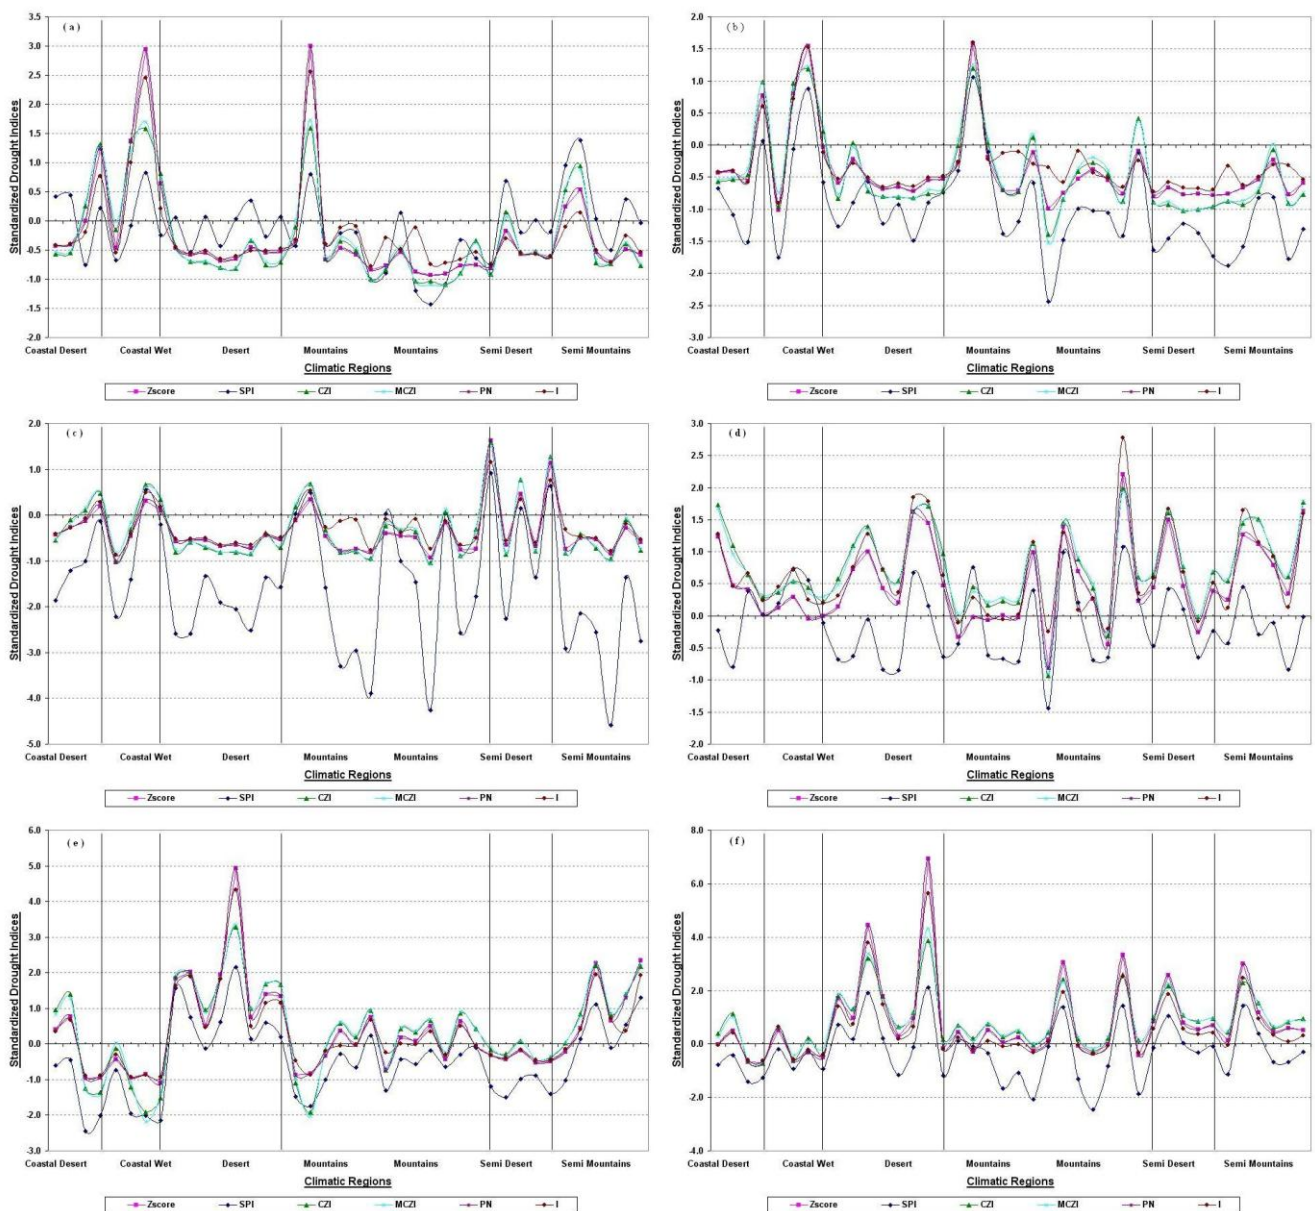 ( a )
Standardized Drought Indices
3.5
3.0
2.5
2.0
1.5
1.0
0.5
0.0
-0.5
-1.0
-1.5
-2.0
Coastal Desert Coastal Wet Desert Mountains Mountains Semi Desert Semi Mountains
Climatic Regions
Zscore SPI CZI MCZI PN I
( b )
Standardized Drought Indices
2.0
1.5
1.0
0.5
0.0
-0.5
-1.0
-1.5
-2.0
-2.5
-3.0
Coastal Desert Coastal Wet Desert Mountains Mountains Semi Desert Semi Mountains
Climatic Regions
Zscore SPI CZI MCZI PN I
( c )
Standardized Drought Indices
2.0
1.0
0.0
-1.0
-2.0
-3.0
-4.0
-5.0
Coastal Desert Coastal Wet Desert Mountains Mountains Semi Desert Semi Mountains
Climatic Regions
Zscore SPI CZI MCZI PN I
( d )
Standardized Drought Indices
3.0
2.5
2.0
1.5
1.0
0.5
0.0
-0.5
-1.0
-1.5
-2.0
Coastal Desert Coastal Wet Desert Mountains Mountains Semi Desert Semi Mountains
Climatic Regions
Zscore SPI CZI MCZI PN I
( e )
Standardized Drought Indices
6.0
5.0
4.0
3.0
2.0
1.0
0.0
-1.0
-2.0
-3.0
Coastal Desert Coastal Wet Desert Mountains Mountains Semi Desert Semi Mountains
Climatic Regions
Zscore SPI CZI MCZI PN I
( f )
Standardized Drought Indices
8.0
6.0
4.0
2.0
0.0
-2.0
-4.0
Coastal Desert Coastal Wet Desert Mountains Mountains Semi Desert Semi Mountains
Climatic Regions
Zscore SPI CZI MCZI PN I